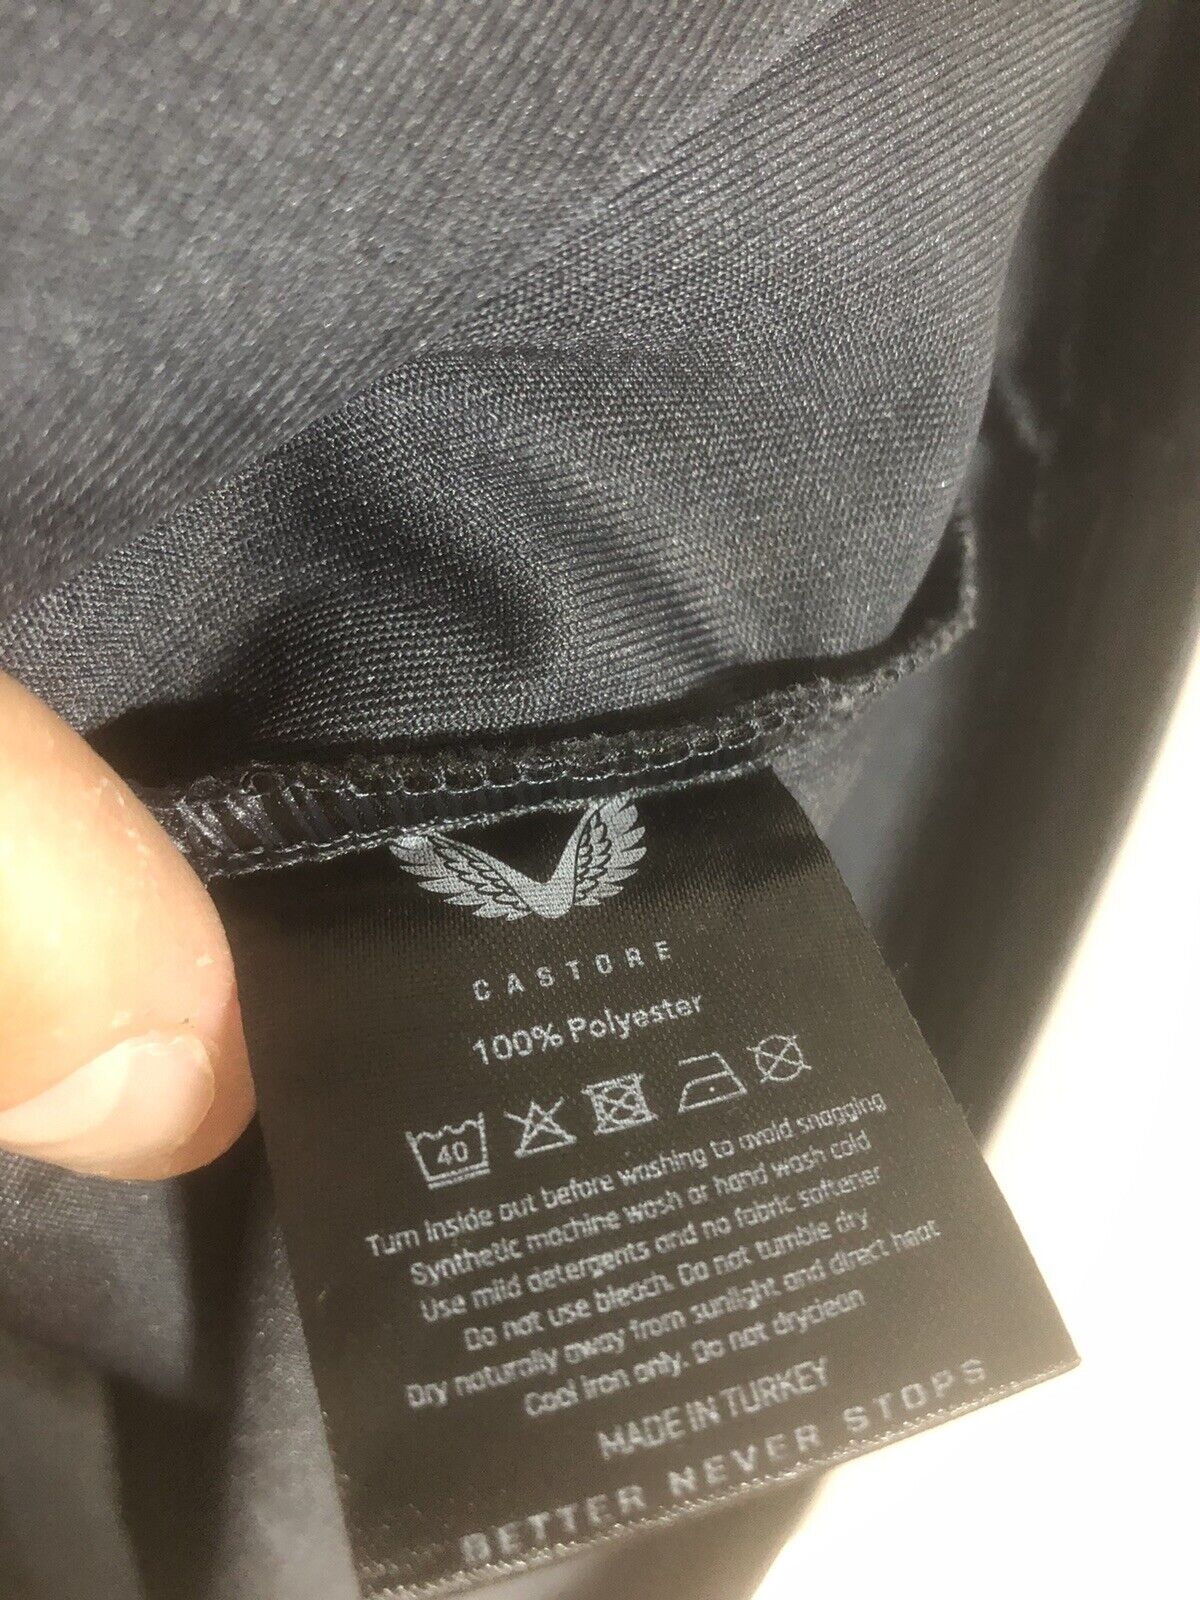 CASTORE
100% Polyester
40
Turn inside out before washing to avoid snagging
Synthetic machine wash or hand wash cold
Use mild detergents and no fabric softener
Do not use bleach. Do not tumble dry
Dry naturally away from sunlight and direct heat
Cool iron only. Do not dryclean
MADE IN TURKEY
BETTER NEVER STOPS